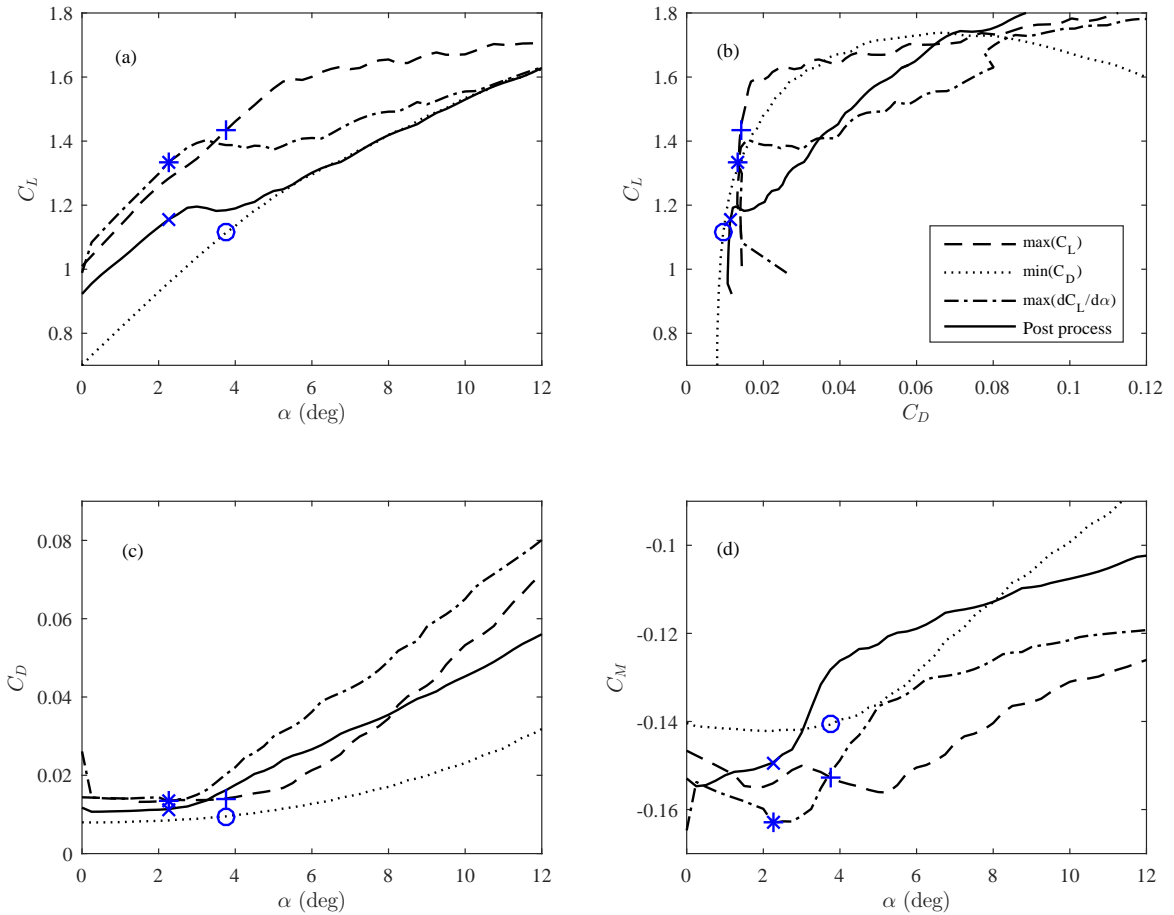 1.8
1.6
1.4
1.2
1
0.8
C_L
(a)
0 2 4 6 8 10 12
α (deg)
1.8
1.6
1.4
1.2
1
0.8
C_L
(b)
max(C_L)
min(C_D)
max(dC_L/dα)
Post process
0 0.02 0.04 0.06 0.08 0.1 0.12
C_D
0.08
0.06
0.04
0.02
0
C_D
(c)
0 2 4 6 8 10 12
α (deg)
-0.1
-0.12
-0.14
-0.16
C_M
(d)
0 2 4 6 8 10 12
α (deg)